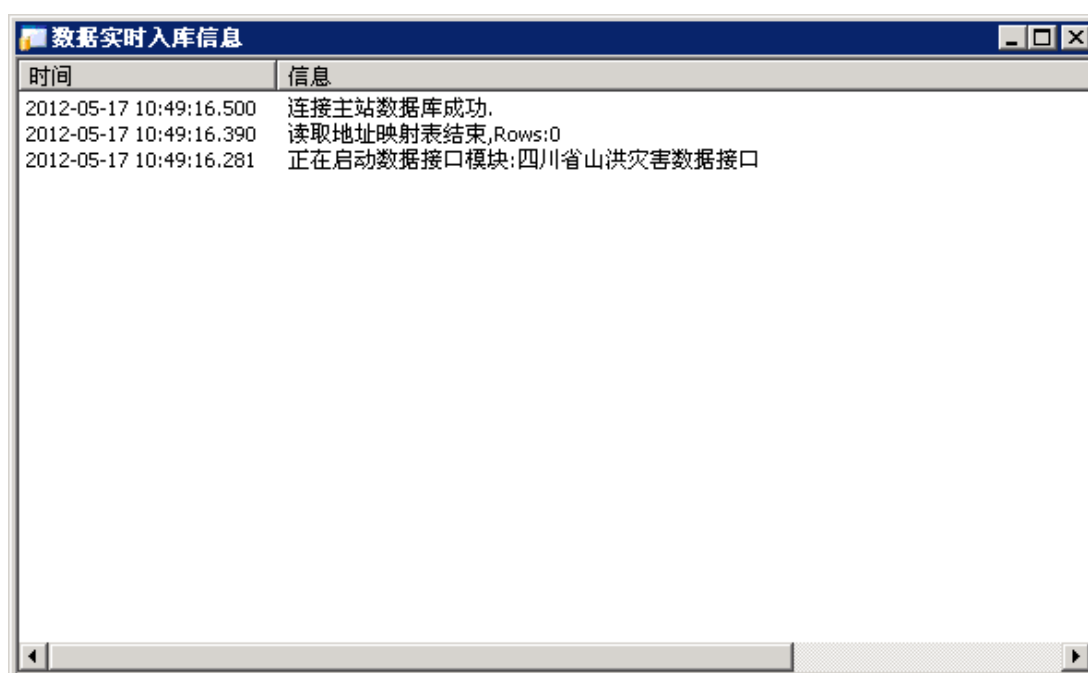 数据实时入库信息
时间 信息
2012-05-17 10:49:16.500 连接主站数据库成功.
2012-05-17 10:49:16.390 读取地址映射表结束,Rows:0
2012-05-17 10:49:16.281 正在启动数据接口模块:四川省山洪灾害数据接口